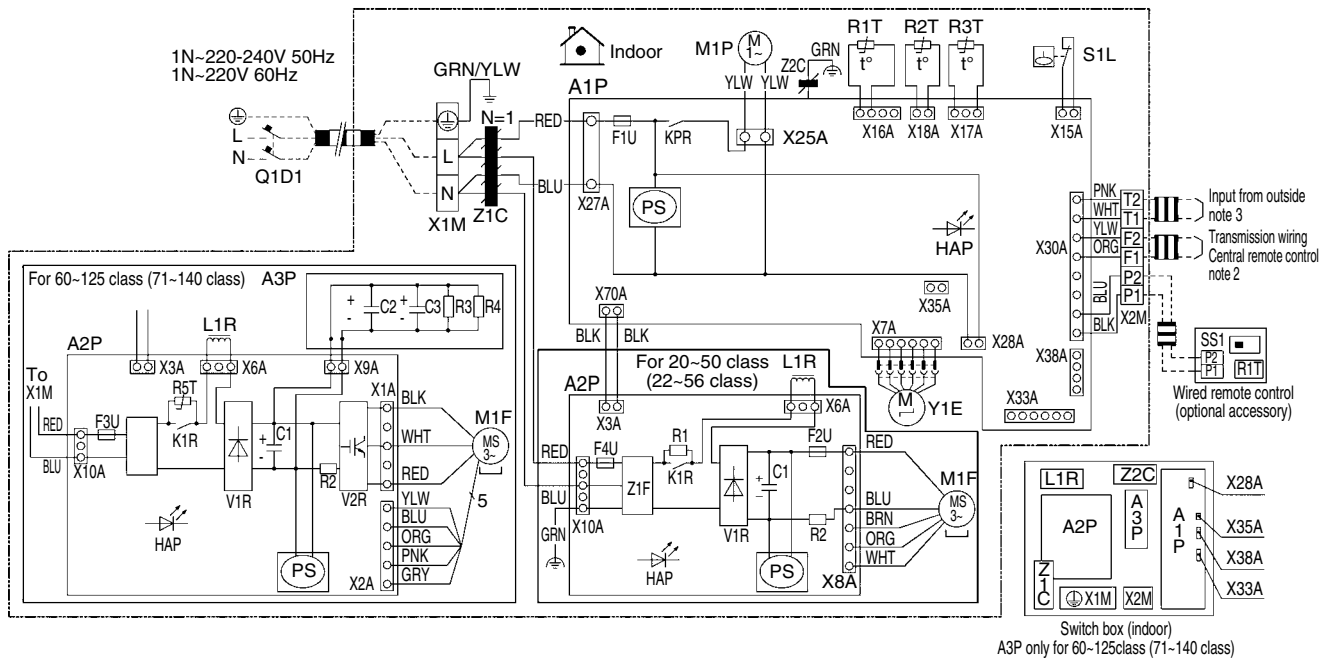 1N~220-240V 50Hz
1N~220V 60Hz
L
N
Q1D1
GRN/YLW
N=1
L
N
X1M
Z1C
RED
BLU
Indoor
A1P
X27A
F1U
KPR
PS
M1P
M
1~
YLW
YLW
X25A
Z2C
GRN
R1T
t°
X16A
R2T
t°
X18A
R3T
t°
X17A
S1L
X15A
HAP
X35A
X28A
X30A
X38A
X33A
PNK
WHT
YLW
ORG
BLU
BLK
T2
T1
F2
F1
P2
P1
X2M
Input from outside
note 3
Transmission wiring
Central remote control
note 2
SS1
P2
P1
R1T
Wired remote control
(optional accessory)
X70A
BLK
BLK
X7A
M
Y1E
For 60~125 class (71~140 class)
A3P
+
-
C2
+
-
C3
R3
R4
L1R
A2P
X3A
X6A
X9A
To
X1M
RED
BLU
X10A
F3U
R5T
K1R
V1R
+
-
C1
R2
V2R
X1A
BLK
WHT
RED
M1F
MS
3~
5
YLW
BLU
ORG
PNK
GRY
X2A
HAP
PS
For 20~50 class
(22~56 class)
L1R
A2P
X3A
X6A
RED
BLU
GRN
X10A
F4U
Z1F
R1
K1R
V1R
+
-
C1
F2U
R2
RED
BLU
BRN
ORG
WHT
M1F
MS
3~
X8A
HAP
PS
L1R
Z2C
A2P
A3P
A1P
Z1C
X1M
X2M
X28A
X35A
X38A
X33A
Switch box (indoor)
A3P only for 60~125class (71~140 class)